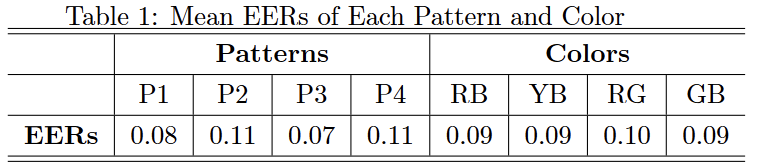 Table 1: Mean EERs of Each Pattern and Color
Patterns Colors
P1 P2 P3 P4 RB YB RG GB
EERs 0.08 0.11 0.07 0.11 0.09 0.09 0.10 0.09